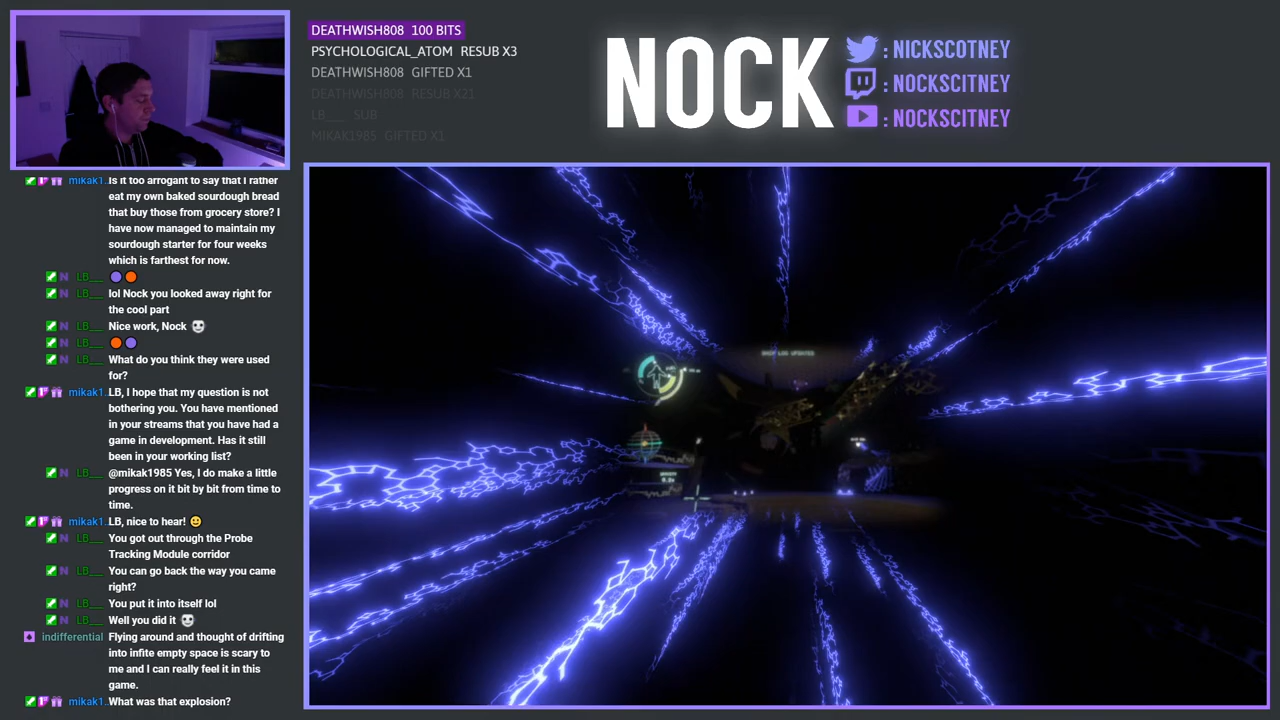 DEATHWISH808 100 BITS
PSYCHOLOGICAL_ATOM RESUB X3
DEATHWISH808 GIFTED X1
DEATHWISH808 RESUB X21
LB___ SUB
MIKAK1985 GIFTED X1
NOCK
: NICKSCOTNEY
: NOCKSCITNEY
: NOCKSCITNEY
mikak1. Is it too arrogant to say that I rather
eat my own baked sourdough bread
that buy those from grocery store? I
have now managed to maintain my
sourdough starter for four weeks
which is farthest for now.
LB___
LB___ lol Nock you looked away right for
the cool part
LB___ Nice work, Nock
LB___
LB___ What do you think they were used
for?
mikak1. LB, I hope that my question is not
bothering you. You have mentioned
in your streams that you have had a
game in development. Has it still
been in your working list?
LB___ @mikak1985 Yes, I do make a little
progress on it bit by bit from time to
time.
mikak1. LB, nice to hear!
LB___ You got out through the Probe
Tracking Module corridor
LB___ You can go back the way you came
right?
LB___ You put it into itself lol
LB___ Well you did it
indifferential Flying around and thought of drifting
into infite empty space is scary to
me and I can really feel it in this
game.
mikak1. What was that explosion?
SHIP LOG UPDATED